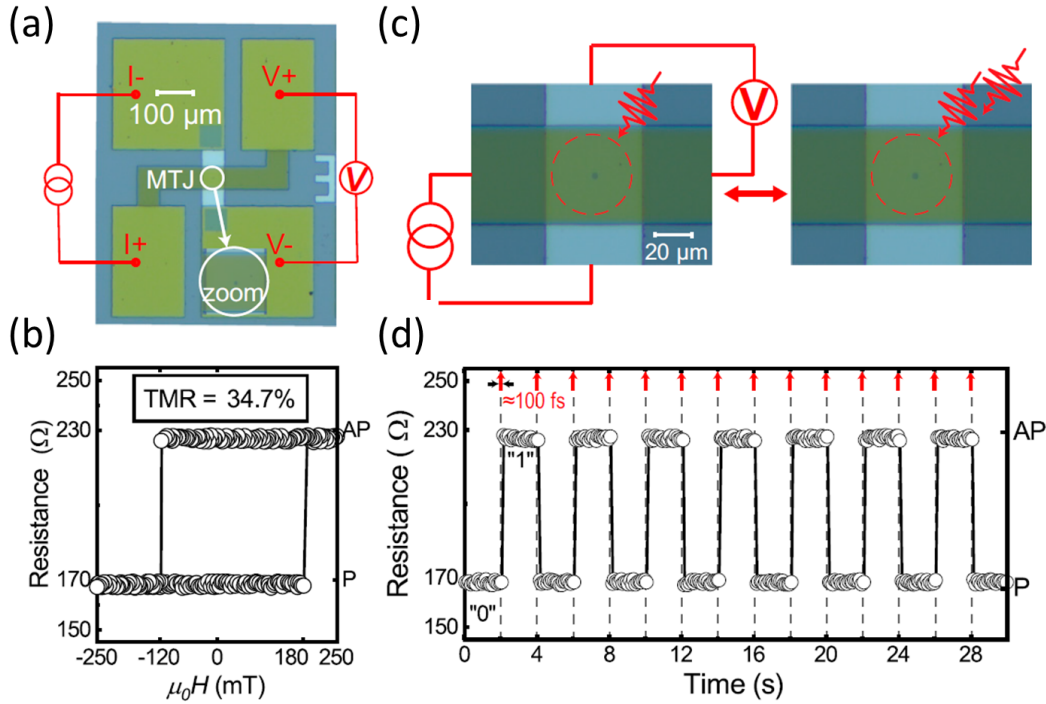 (a)
I-
V+
100 µm
MTJ
V
I+
V-
zoom
(c)
V
20 µm
(b)
TMR = 34.7%
AP
P
Resistance (Ω)
250
230
170
150
-250
-120
0
180
250
µ0H (mT)
(d)
≈100 fs
"1"
"0"
AP
P
Resistance (Ω)
250
230
170
150
0
4
8
12
16
20
24
28
Time (s)